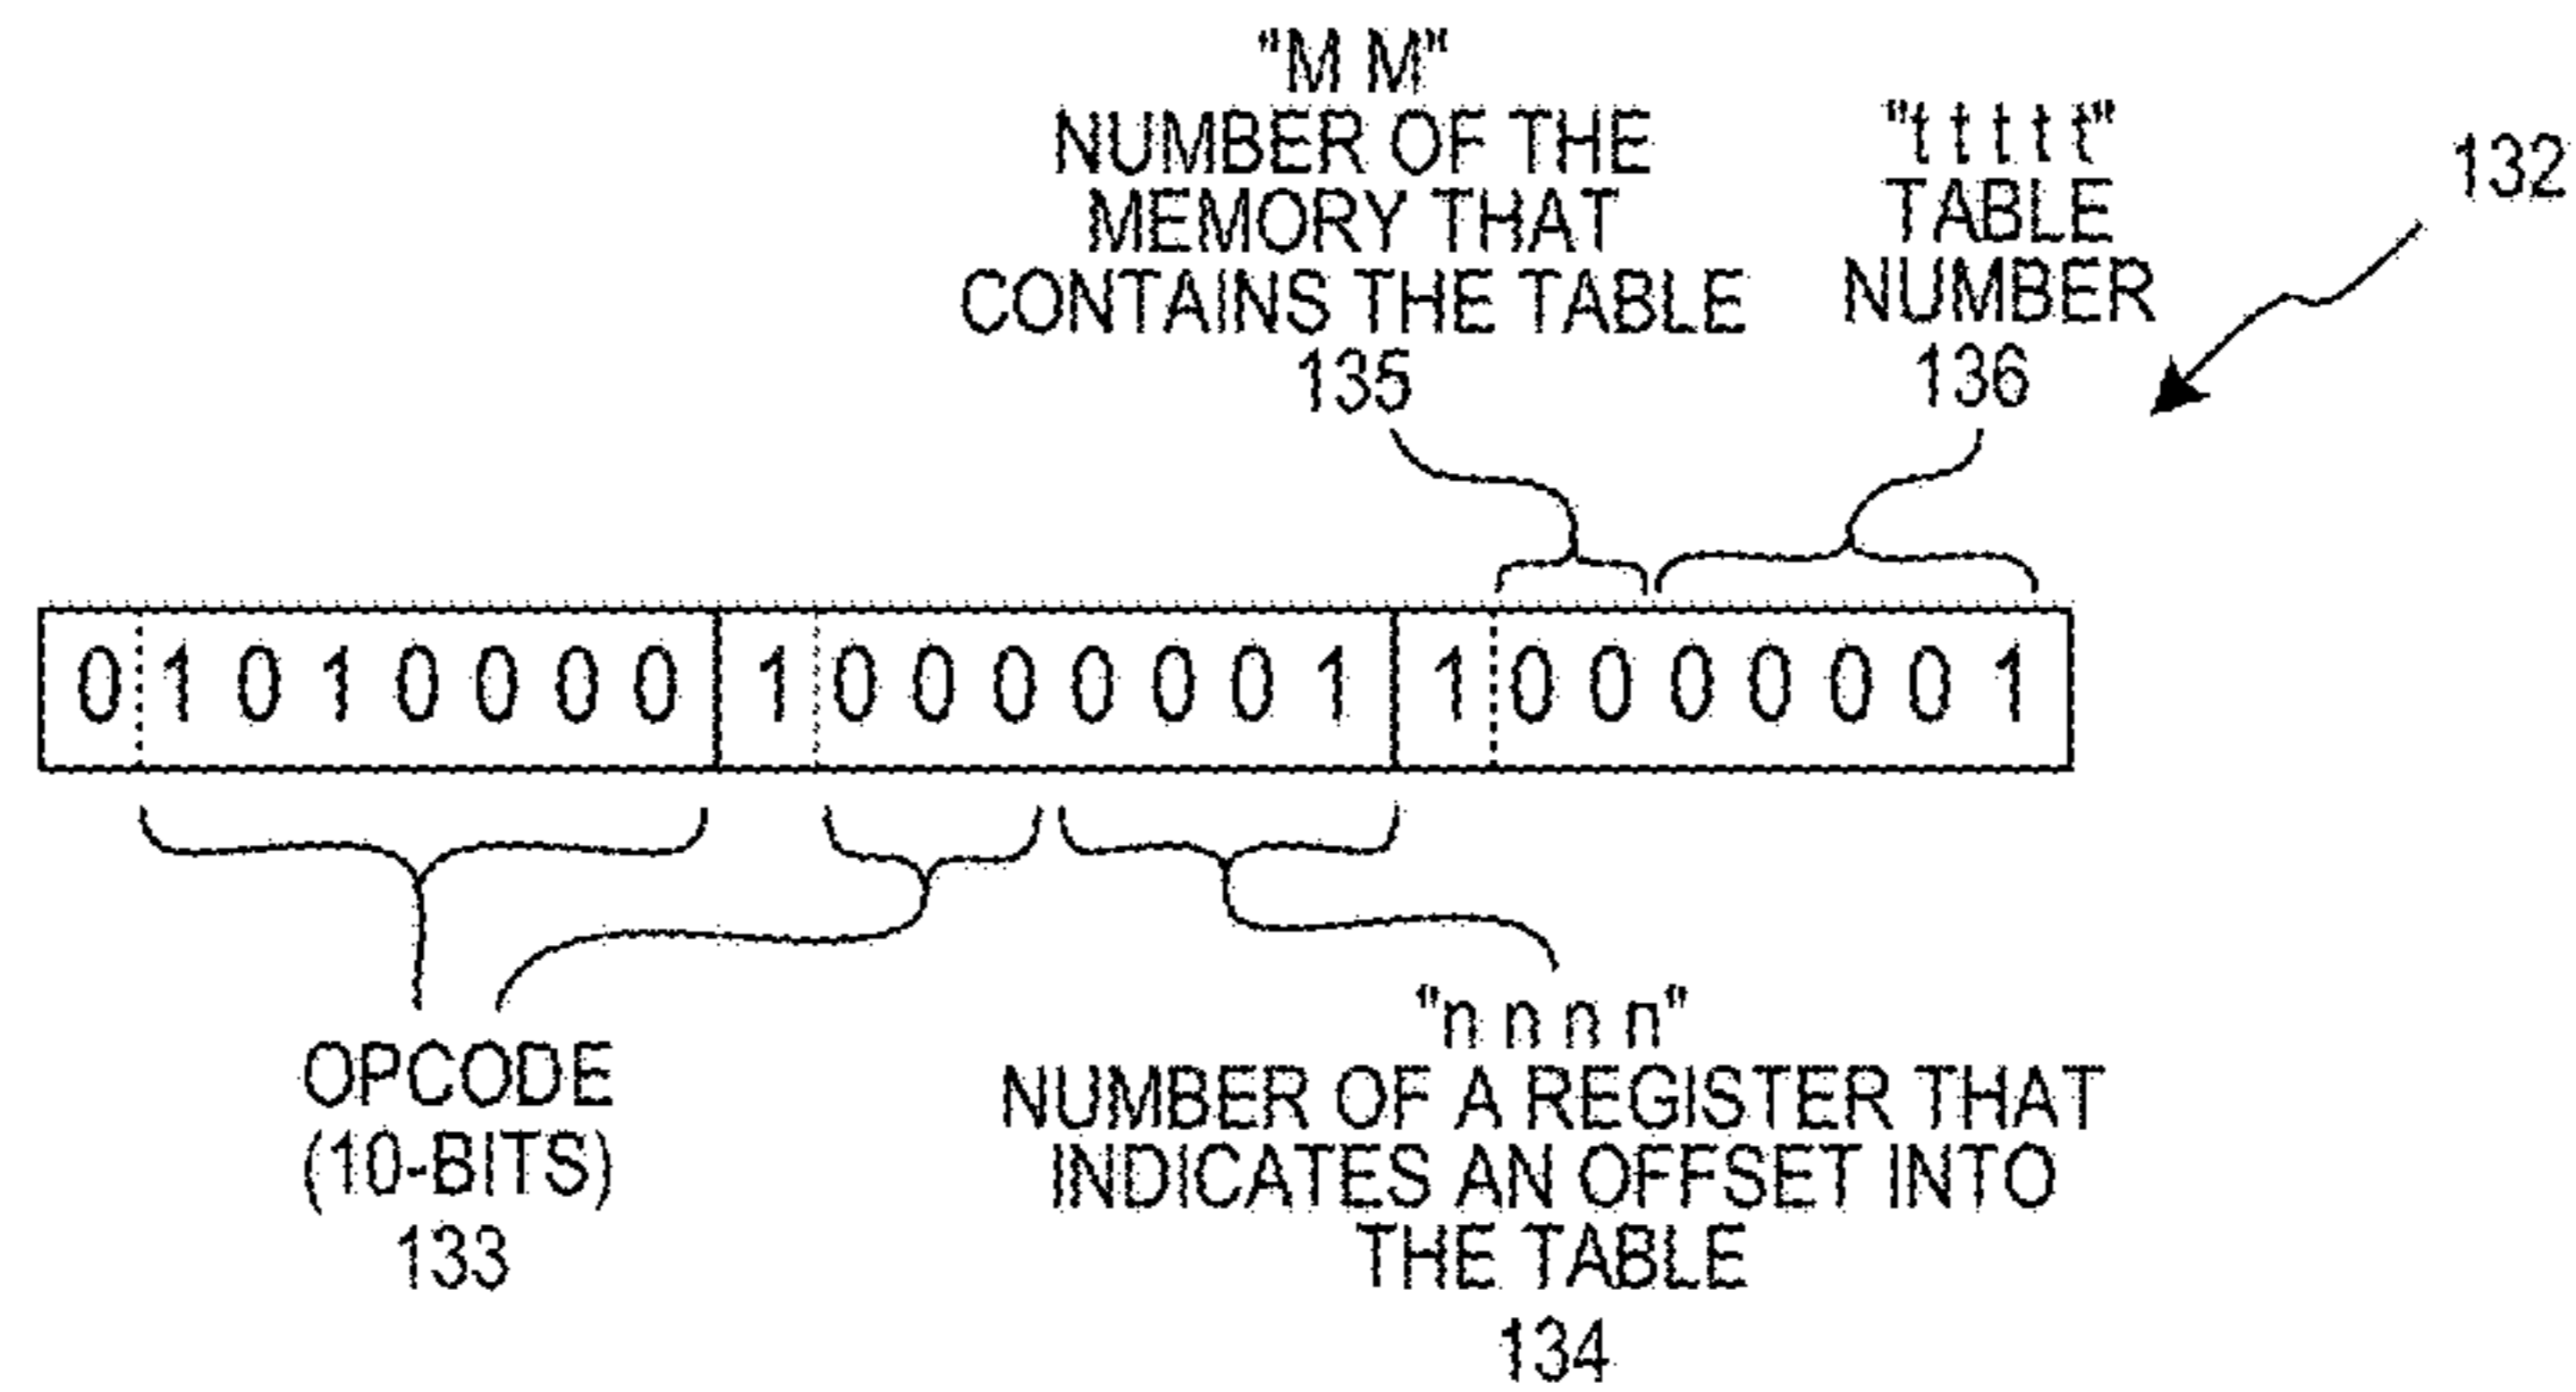 "M M"
NUMBER OF THE
MEMORY THAT
CONTAINS THE TABLE
135
"t t t t t"
TABLE
NUMBER
136
132
0 1 0 1 0 0 0 0 1 0 0 0 0 0 0 1 1 0 0 0 0 0 0 1
OPCODE
(10-BITS)
133
"n n n n"
NUMBER OF A REGISTER THAT
INDICATES AN OFFSET INTO
THE TABLE
134